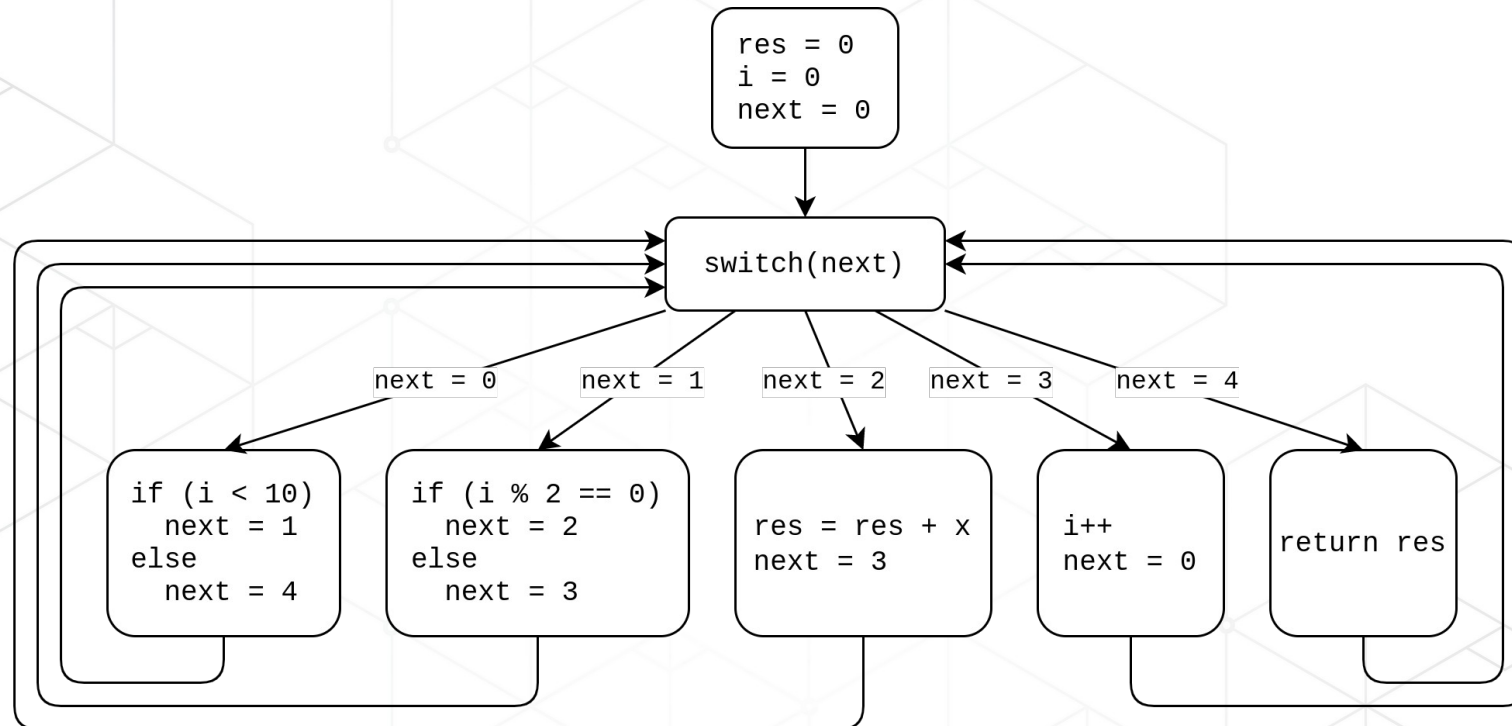 res = 0
i = 0
next = 0
switch(next)
next = 0
next = 1
next = 2
next = 3
next = 4
if (i < 10)
  next = 1
else
  next = 4
if (i % 2 == 0)
  next = 2
else
  next = 3
res = res + x
next = 3
i++
next = 0
return res